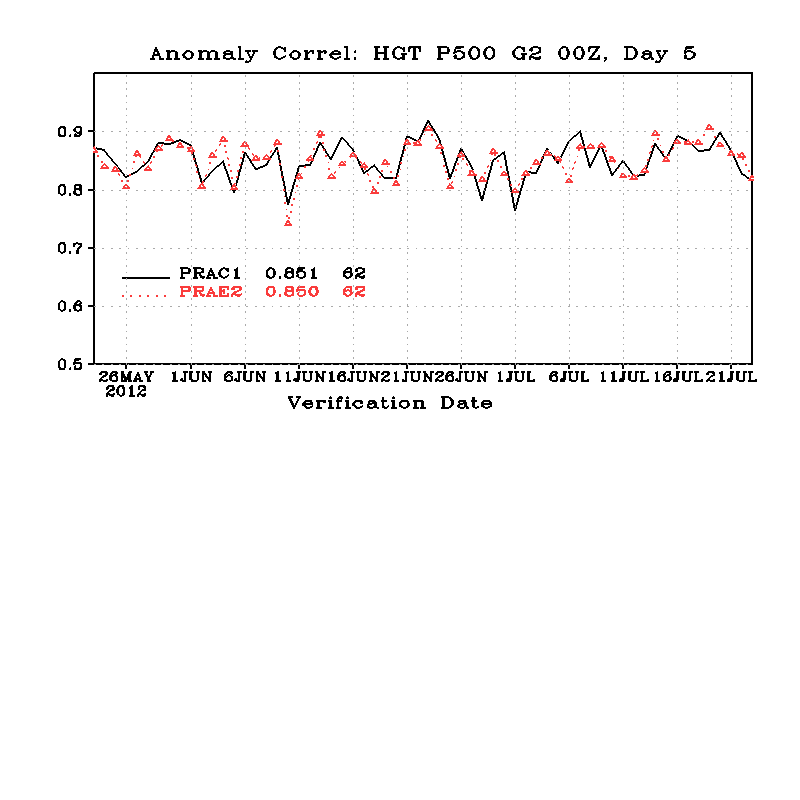 Anomaly Correl: HGT P500 G2 00Z, Day 5
0.9
0.8
0.7
PRAC1 0.851 62
PRAE2 0.850 62
0.6
0.5
26MAY 1JUN 6JUN 11JUN 16JUN 21JUN 26JUN 1JUL 6JUL 11JUL 16JUL 21JUL
2012
Verification Date